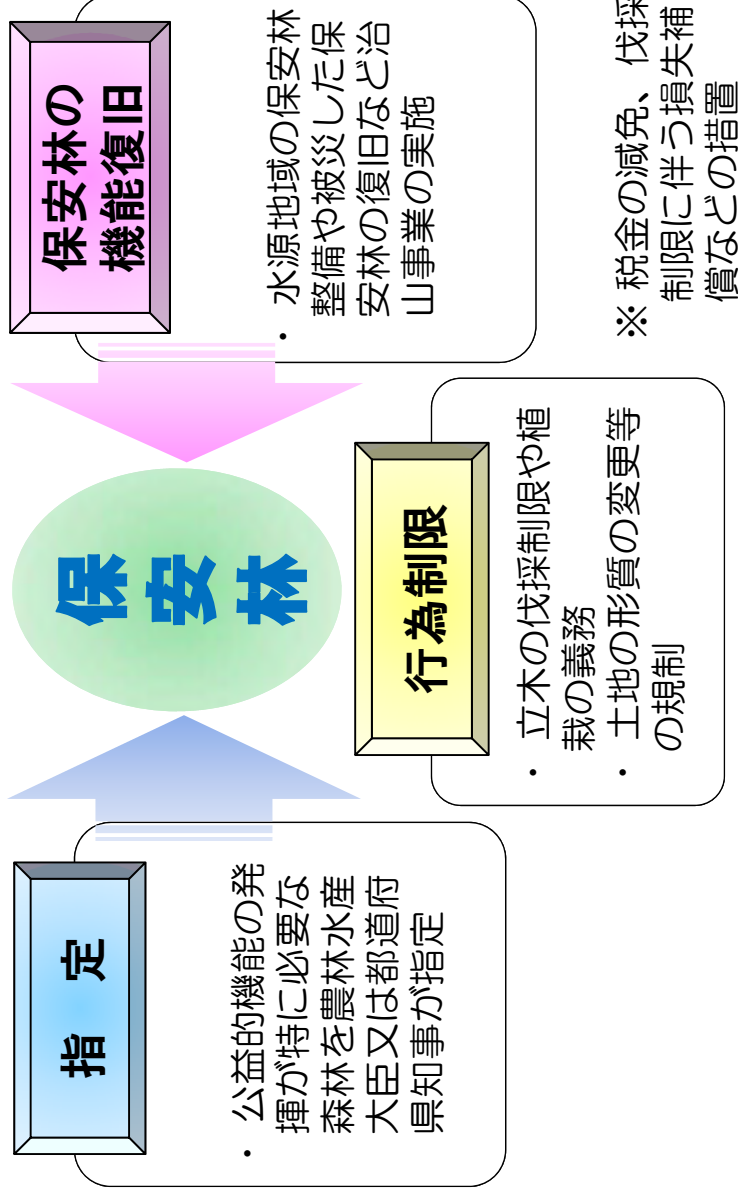 保
安
林
指 定
・ 公益的機能の発
揮が特に必要な
森林を農林水産
大臣又は都道府
県知事が指定
行為制限
・ 立木の伐採制限や植
栽の義務
・ 土地の形質の変更等
の規制
保安林の
機能復旧
・ 水源地域の保安林
整備や被災した保
安林の復旧など治
山事業の実施
※ 税金の減免、伐採
制限に伴う損失補
償などの措置